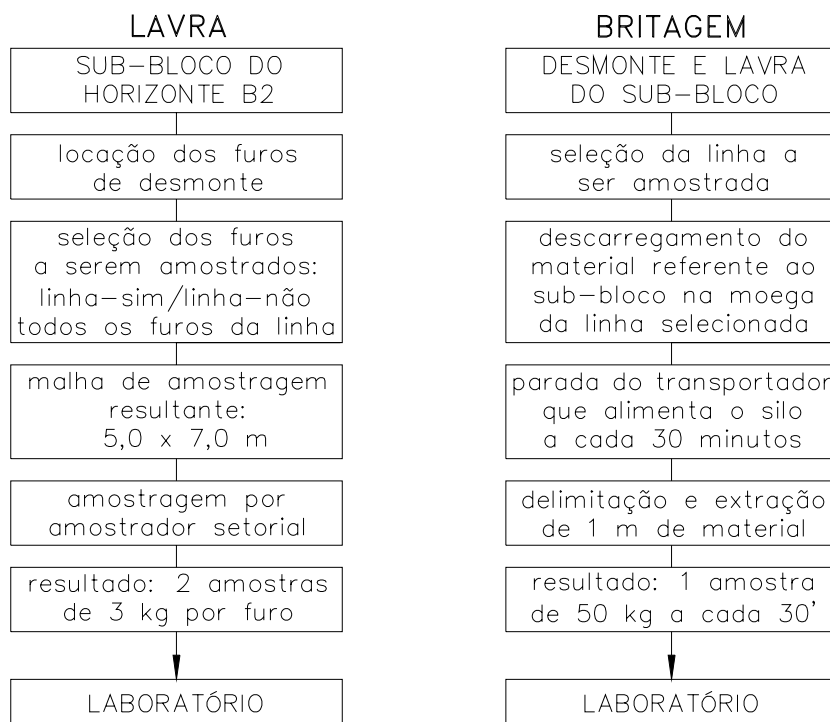 LAVRA
SUB-BLOCO DO
HORIZONTE B2
locação dos furos
de desmonte
seleção dos furos
a serem amostrados:
linha-sim/linha-não
todos os furos da linha
malha de amostragem
resultante:
5,0 x 7,0 m
amostragem por
amostrador setorial
resultado: 2 amostras
de 3 kg por furo
LABORATÓRIO
BRITAGEM
DESMONTE E LAVRA
DO SUB-BLOCO
seleção da linha a
ser amostrada
descarregamento do
material referente ao
sub-bloco na moega
da linha selecionada
parada do transportador
que alimenta o silo
a cada 30 minutos
delimitação e extração
de 1 m de material
resultado: 1 amostra
de 50 kg a cada 30'
LABORATÓRIO